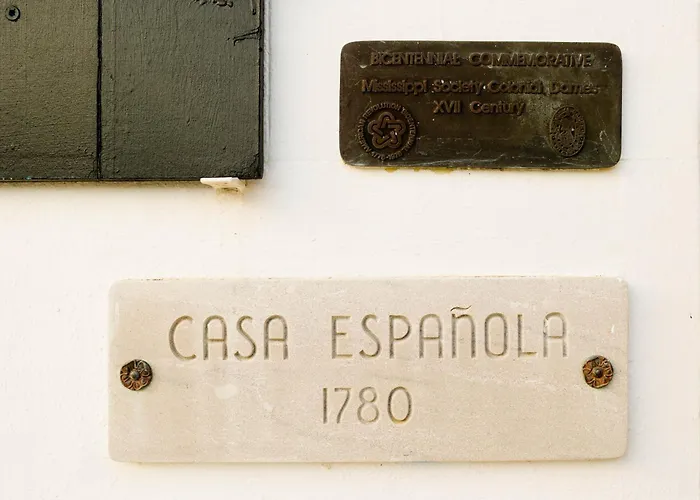 BICENTENNIAL COMMEMORATIVE
Mississippi Society Colonial Dames
XVII Century
CASA ESPAÑOLA
1780